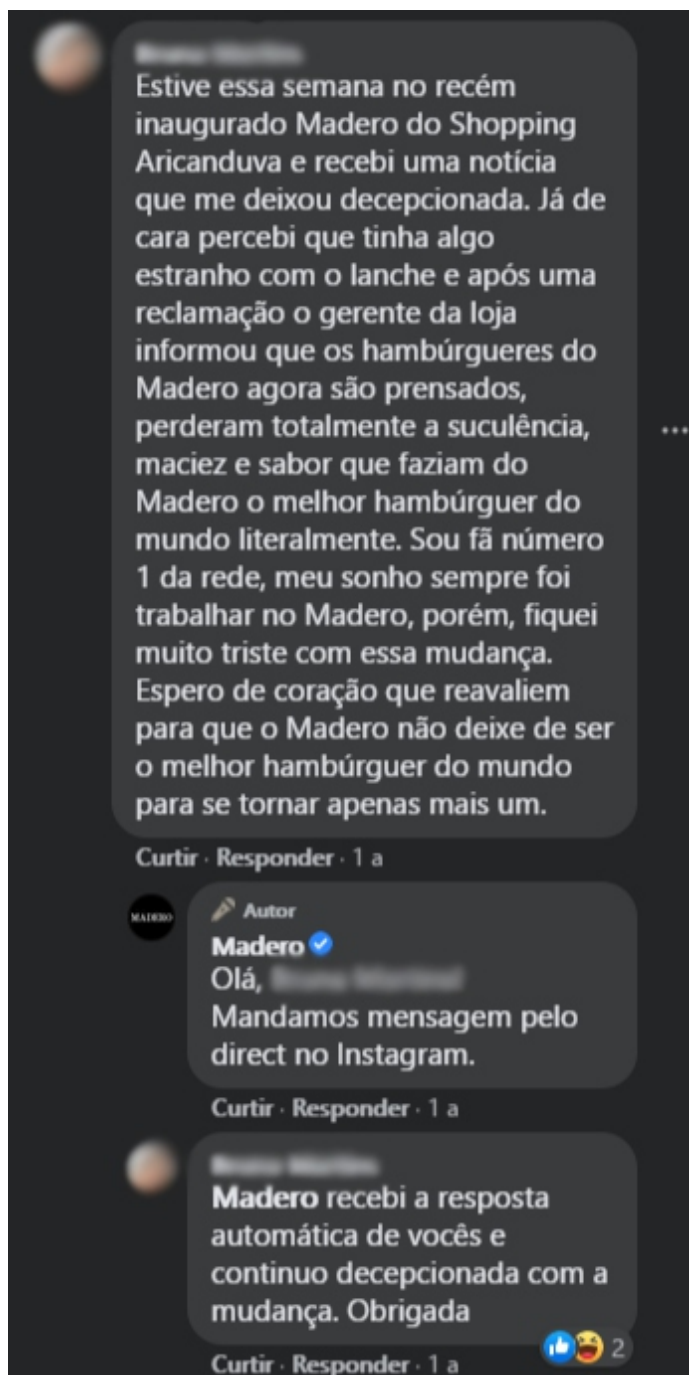 Estive essa semana no recém
inaugurado Madero do Shopping
Aricanduva e recebi uma notícia
que me deixou decepcionada. Já de
cara percebi que tinha algo
estranho com o lanche e após uma
reclamação o gerente da loja
informou que os hambúrgueres do
Madero agora são prensados,
perderam totalmente a suculência,
maciez e sabor que faziam do
Madero o melhor hambúrguer do
mundo literalmente. Sou fã número
1 da rede, meu sonho sempre foi
trabalhar no Madero, porém, fiquei
muito triste com essa mudança.
Espero de coração que reavaliem
para que o Madero não deixe de ser
o melhor hambúrguer do mundo
para se tornar apenas mais um.
Curtir · Responder · 1 a
MADERO
Autor
Madero
Olá,
Mandamos mensagem pelo
direct no Instagram.
Curtir · Responder · 1 a
Madero recebi a resposta
automática de vocês e
continuo decepcionada com a
mudança. Obrigada
2
Curtir · Responder · 1 a